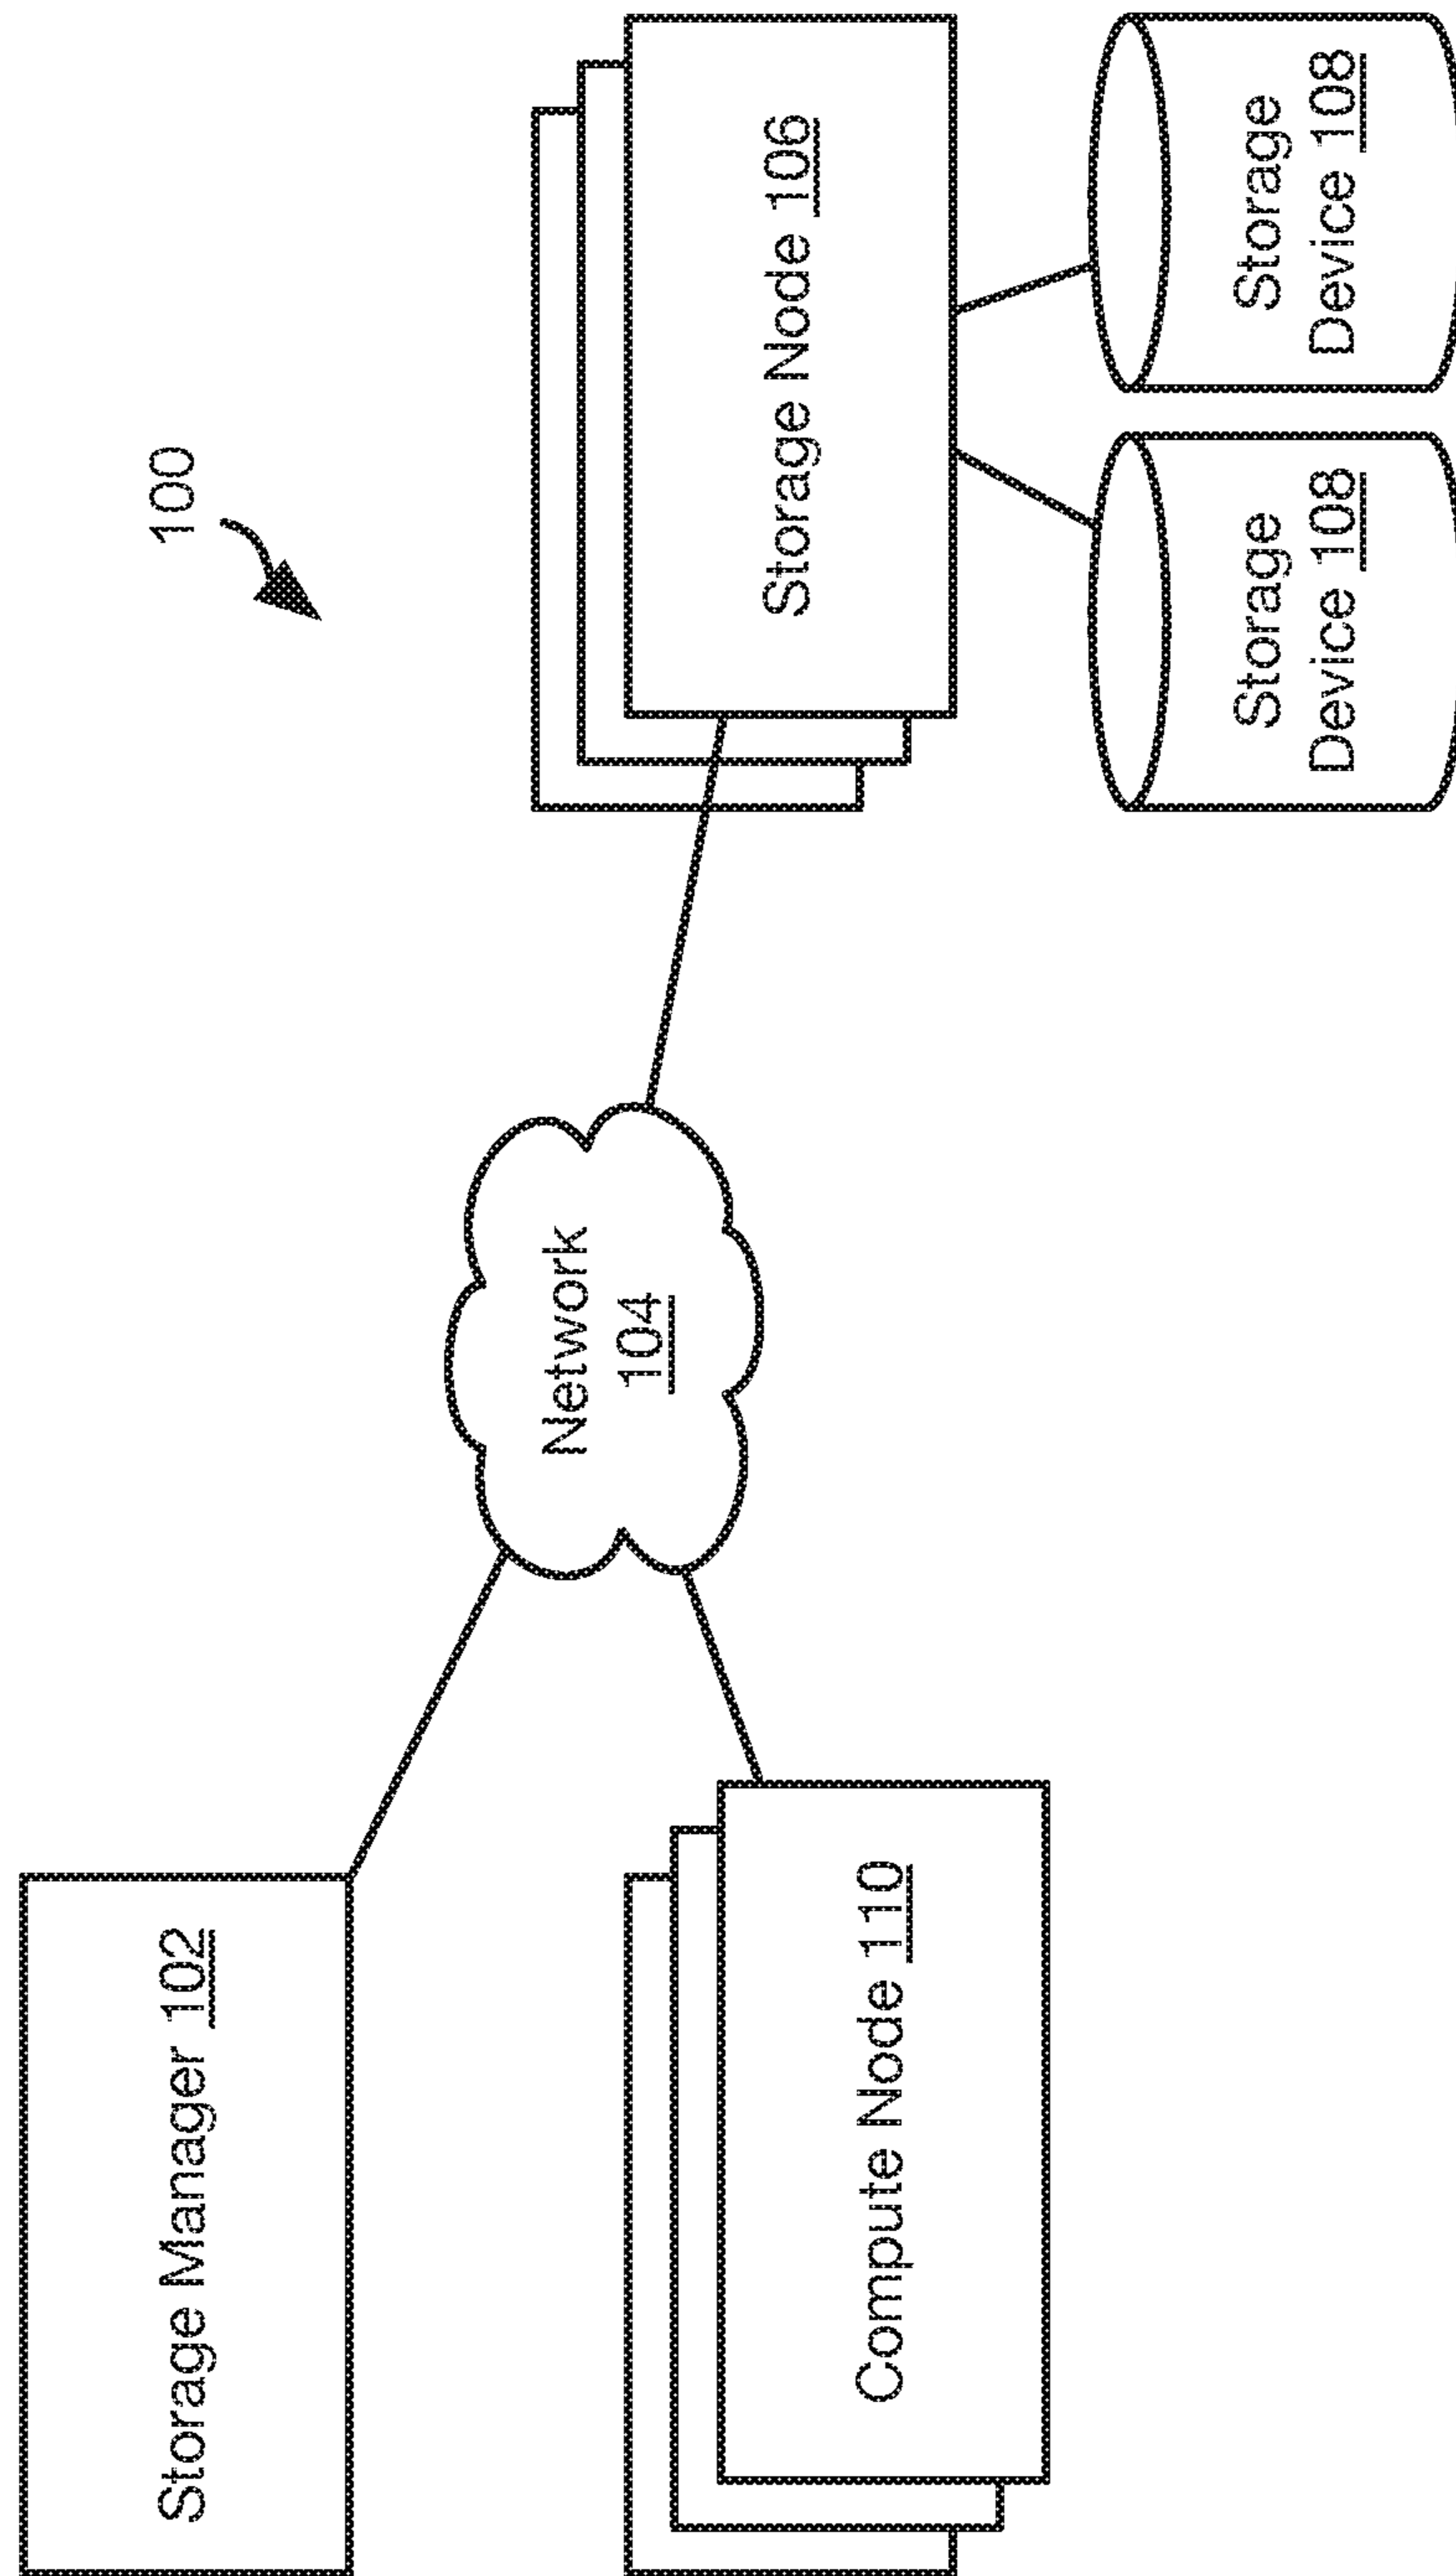 100
Storage Manager 102
Network
104
Storage Node 106
Compute Node 110
Storage
Device 108
Storage
Device 108